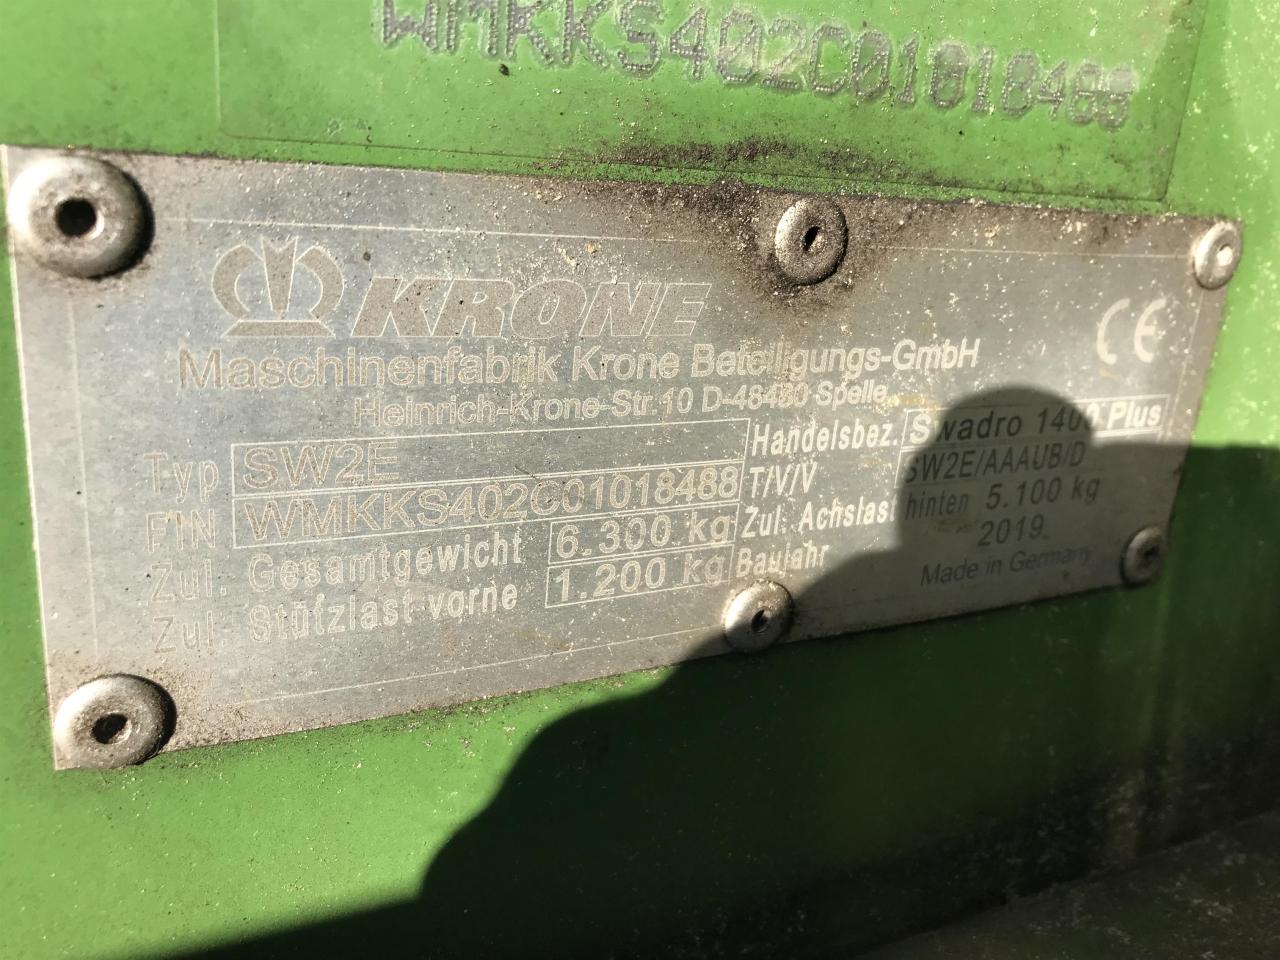 WMKKS402C01018488
KRONE
Maschinenfabrik Krone Beteiligungs-GmbH
Heinrich-Krone-Str.10 D-48480 Spelle
Typ SW2E Handelsbez. Swadro 1400 Plus
FIN WMKKS402C01018488 T/V/V SW2E/AAAUB/D
Zul. Gesamtgewicht 6.300 kg Zul. Achslast hinten 5.100 kg
Zul. Stützlast vorne 1.200 kg Baujahr 2019
Made in Germany
CE